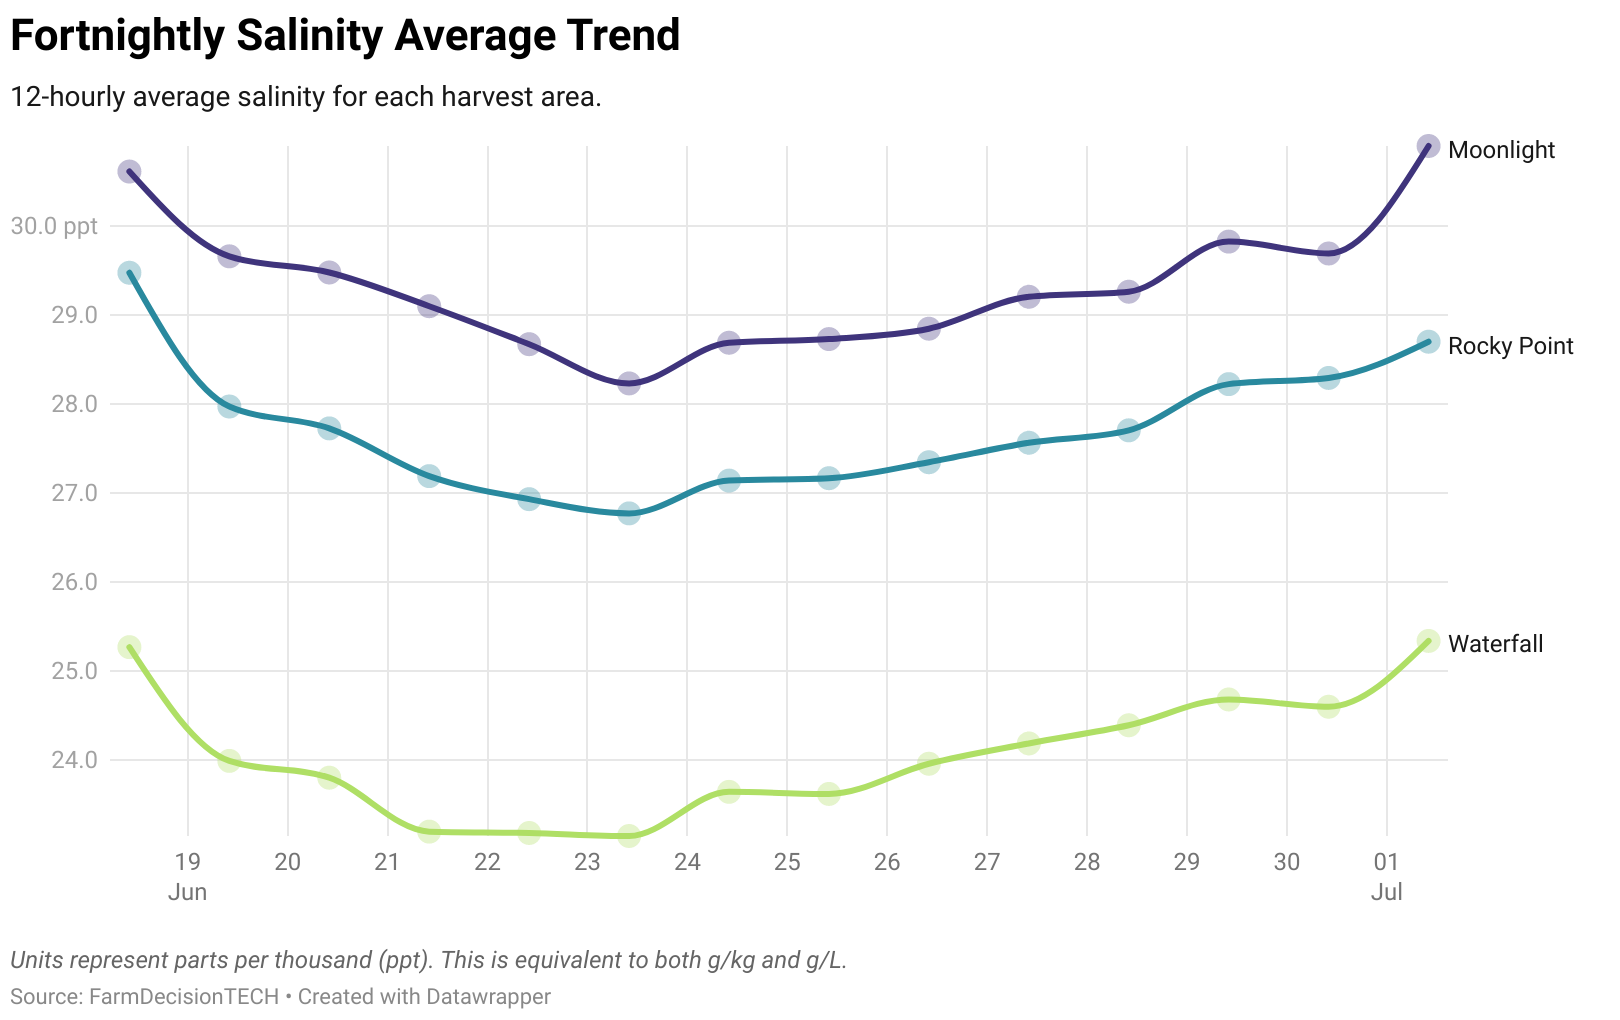 Fortnightly Salinity Average Trend
12-hourly average salinity for each harvest area.
Moonlight
30.0 ppt
29.0
Rocky Point
28.0
27.0
26.0
Waterfall
25.0
24.0
19 20 21 22 23 24 25 26 27 28 29 30 01
Jun Jul
Units represent parts per thousand (ppt). This is equivalent to both g/kg and g/L.
Source: FarmDecisionTECH • Created with Datawrapper